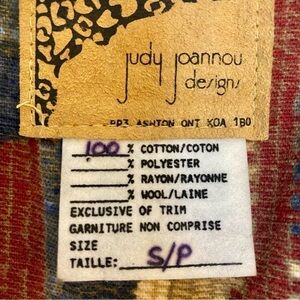 judy joannou
designs
RR3 ASHTON ONT K0A 1B0
100 % COTTON/COTON
% POLYESTER
% RAYON/RAYONNE
% WOOL/LAINE
EXCLUSIVE OF TRIM
GARNITURE NON COMPRISE
SIZE
TAILLE: S/P